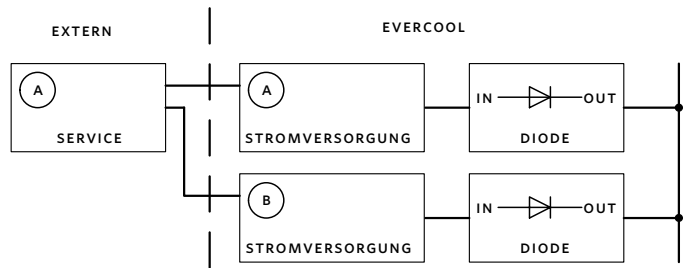 EXTERN
EVERCOOL
A
SERVICE
A
STROMVERSORGUNG
IN OUT
DIODE
B
STROMVERSORGUNG
IN OUT
DIODE